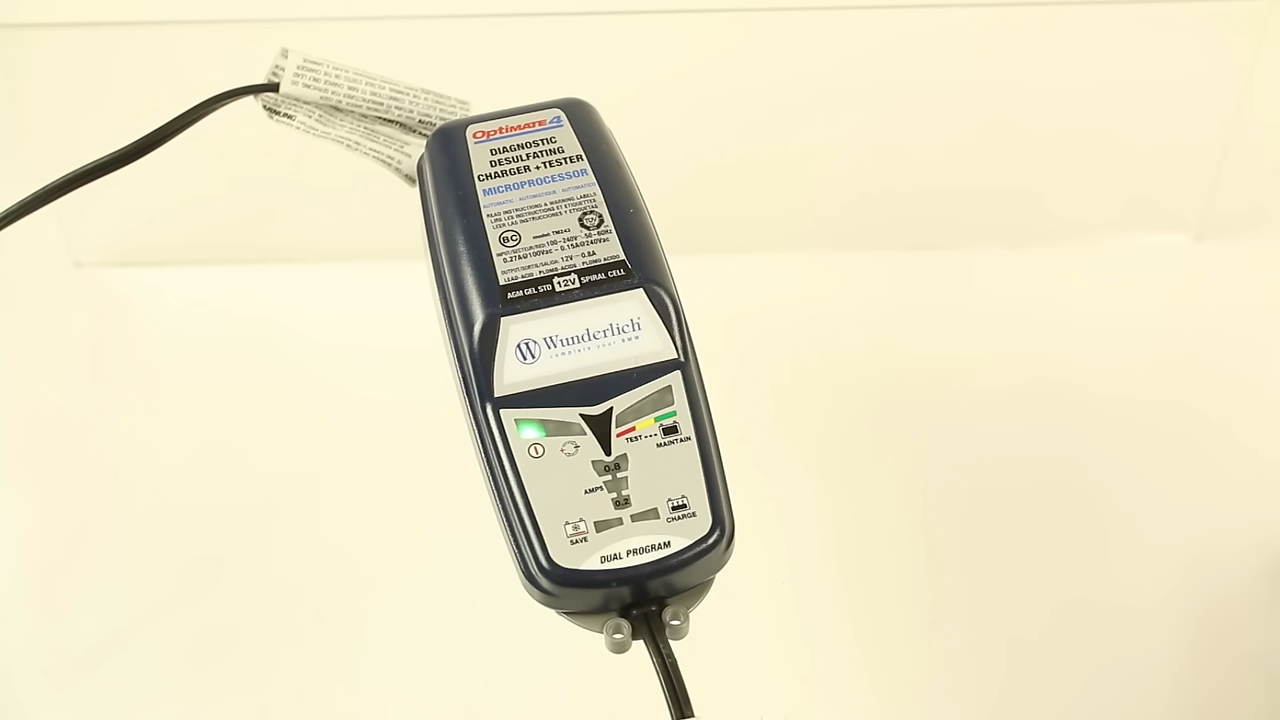 OptiMATE 4
DIAGNOSTIC
DESULFATING
CHARGER + TESTER
MICROPROCESSOR
AUTOMATIC · AUTOMATIQUE · AUTOMATICO
READ INSTRUCTIONS & WARNING LABELS
LIRE LES INSTRUCTIONS ET ETIQUETTES
LEER LAS INSTRUCCIONES Y ETIQUETAS
BC
model: TM243
TÜV
INPUT/SECTEUR/RED: 100-240V~ 50-60Hz
0.27A@100Vac - 0.15A@240Vac
OUTPUT/SORTIE/SALIDA: 12V 0.8A
LEAD-ACID : PLOMB-ACIDE : PLOMO ACIDO
AGM GEL STD 12V SPIRAL CELL
W Wunderlich
complete your BMW
TEST
MAINTAIN
0.8
AMPS
0.2
SAVE
CHARGE
DUAL PROGRAM
WARNING